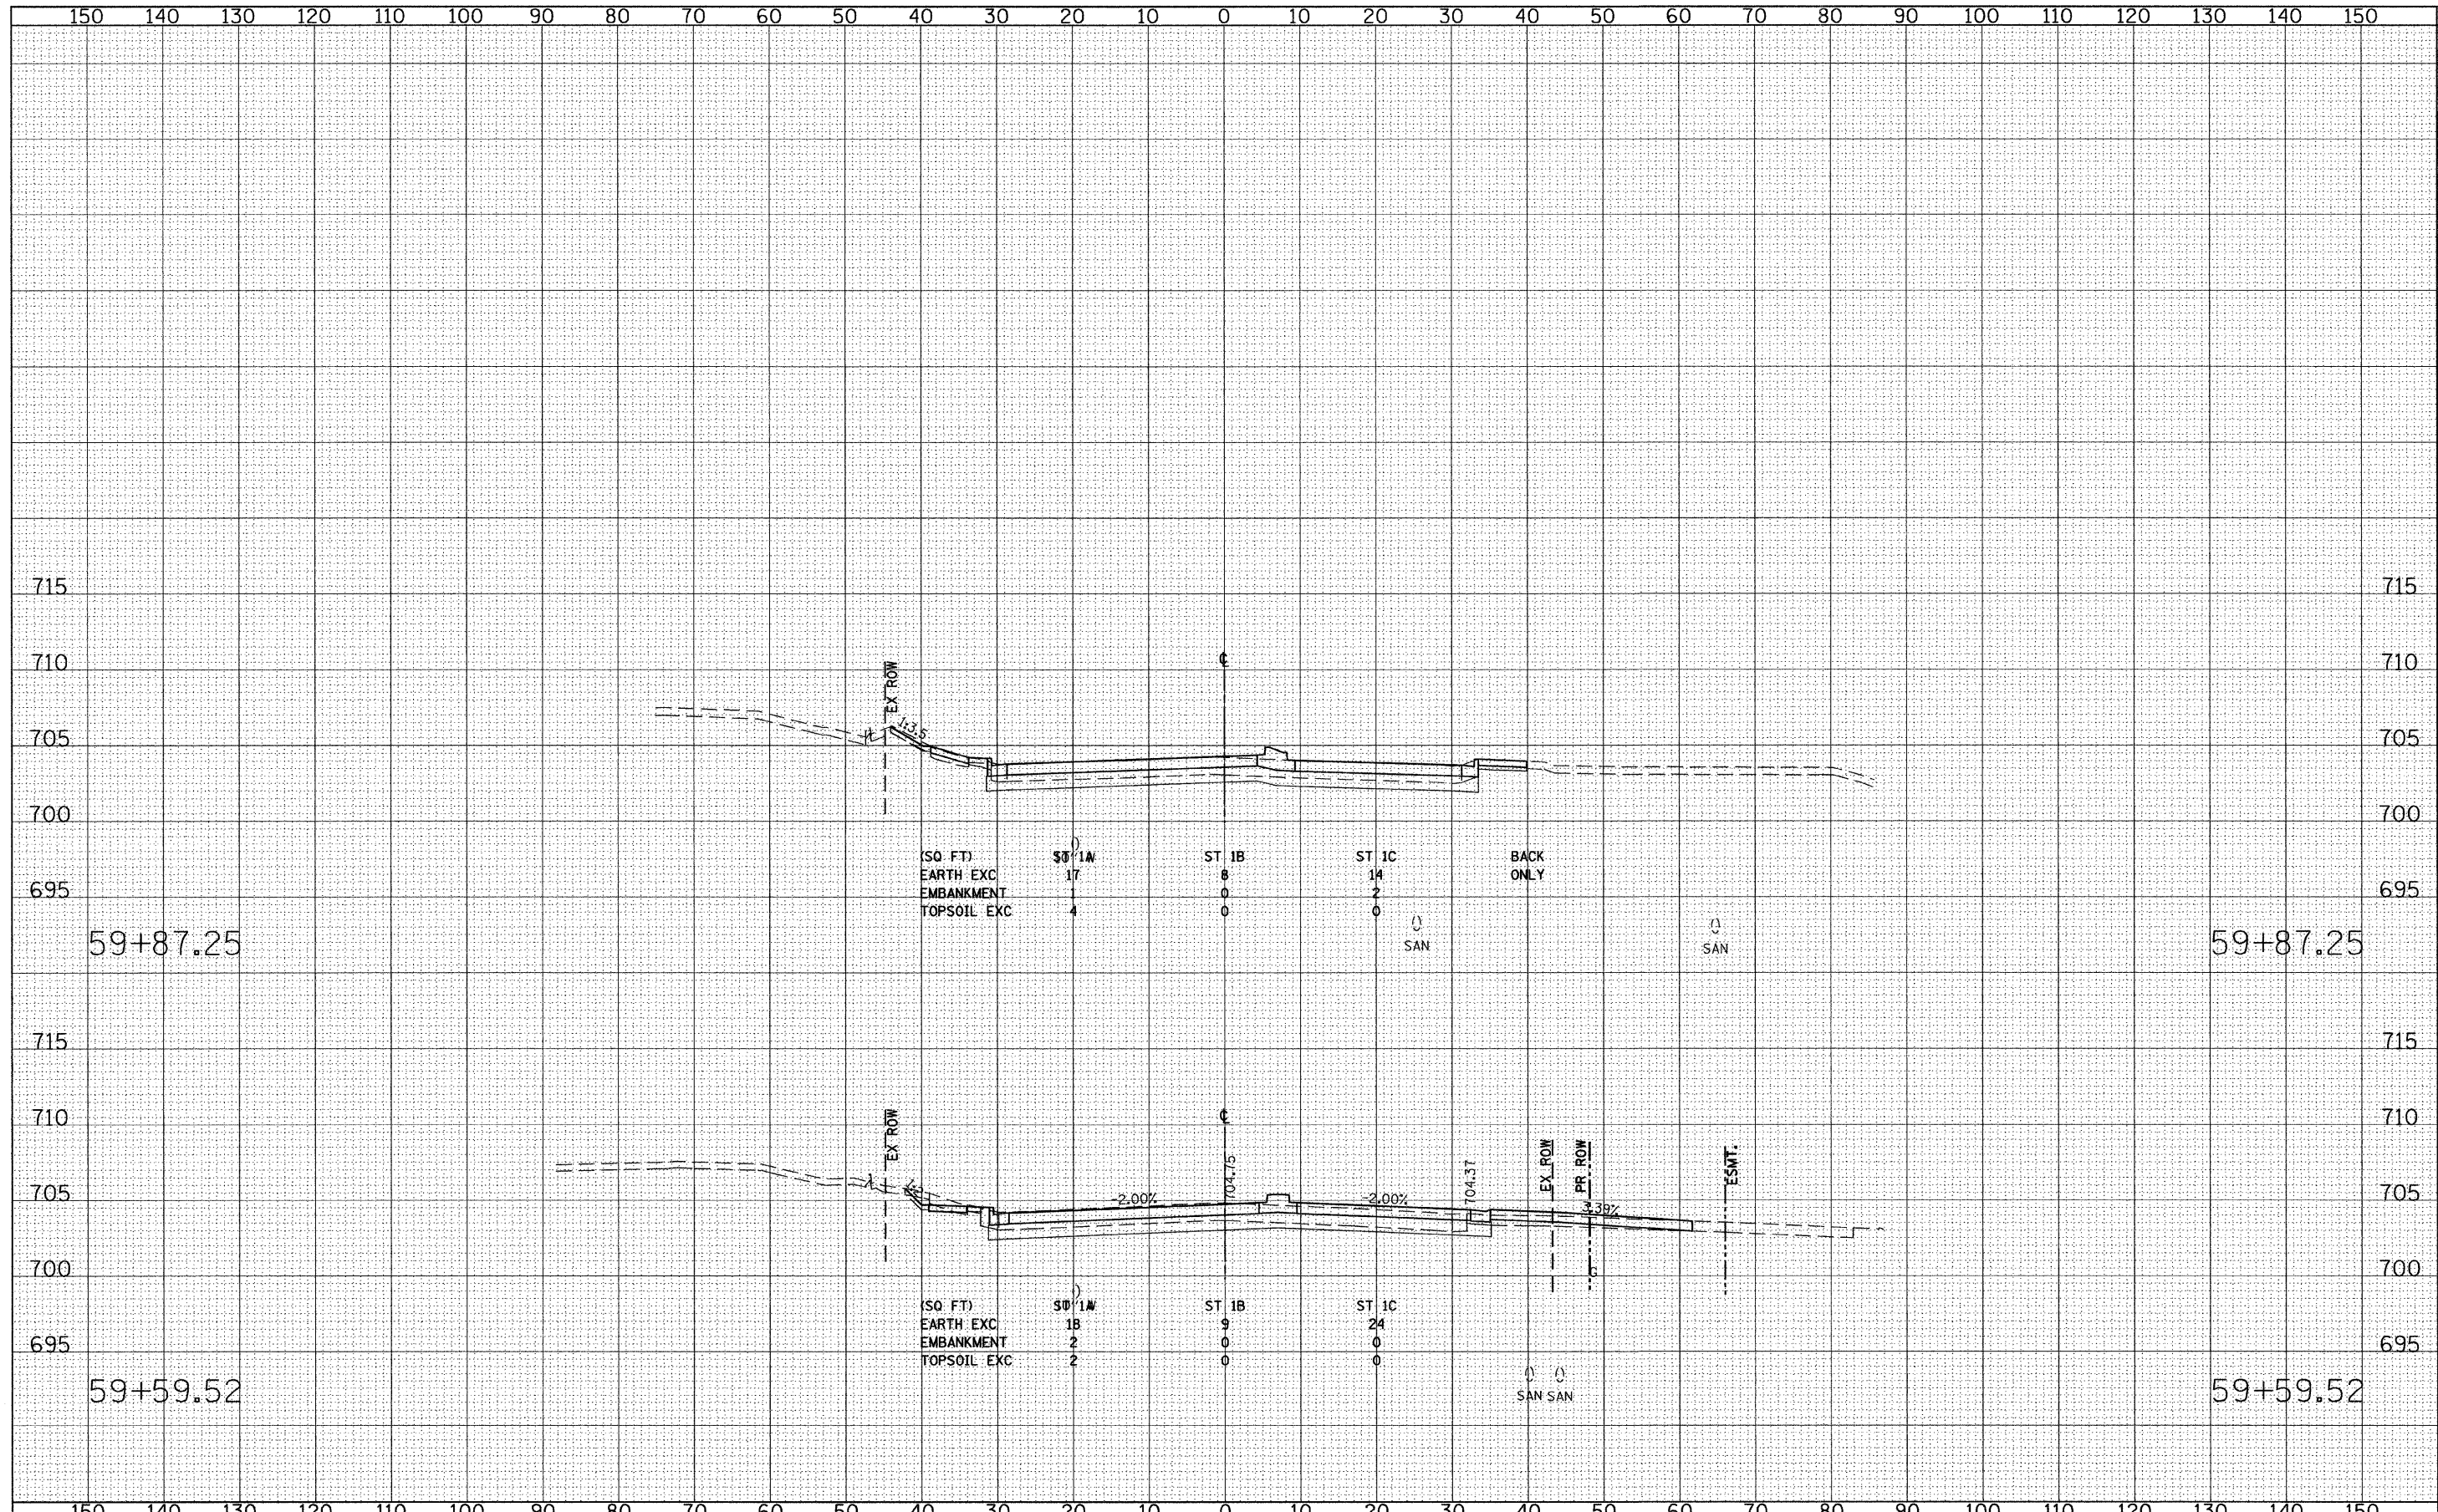 150 140 130 120 110 100 90 80 70 60 50 40 30 20 10 0 10 20 30 40 50 60 70 80 90 100 110 120 130 140 150
715 715
710 710
EX ROW
℄
1:3.5
705 705
700 700
(SQ FT) ST 1A ST 1B ST 1C BACK
EARTH EXC 17 8 14 ONLY
EMBANKMENT 1 0 2
695 695
TOPSOIL EXC 4 0 0
SAN SAN
59+87.25 59+87.25
715 715
710 710
EX ROW
℄
EX ROW
PR ROW
ESMT.
704.75
704.37
705 705
-2.00% -2.00% 3.39%
700 700
G
(SQ FT) ST 1A ST 1B ST 1C
EARTH EXC 18 9 24
EMBANKMENT 2 0 0
695 695
TOPSOIL EXC 2 0 0
SAN SAN
59+59.52 59+59.52
150 140 130 120 110 100 90 80 70 60 50 40 30 20 10 0 10 20 30 40 50 60 70 80 90 100 110 120 130 140 150